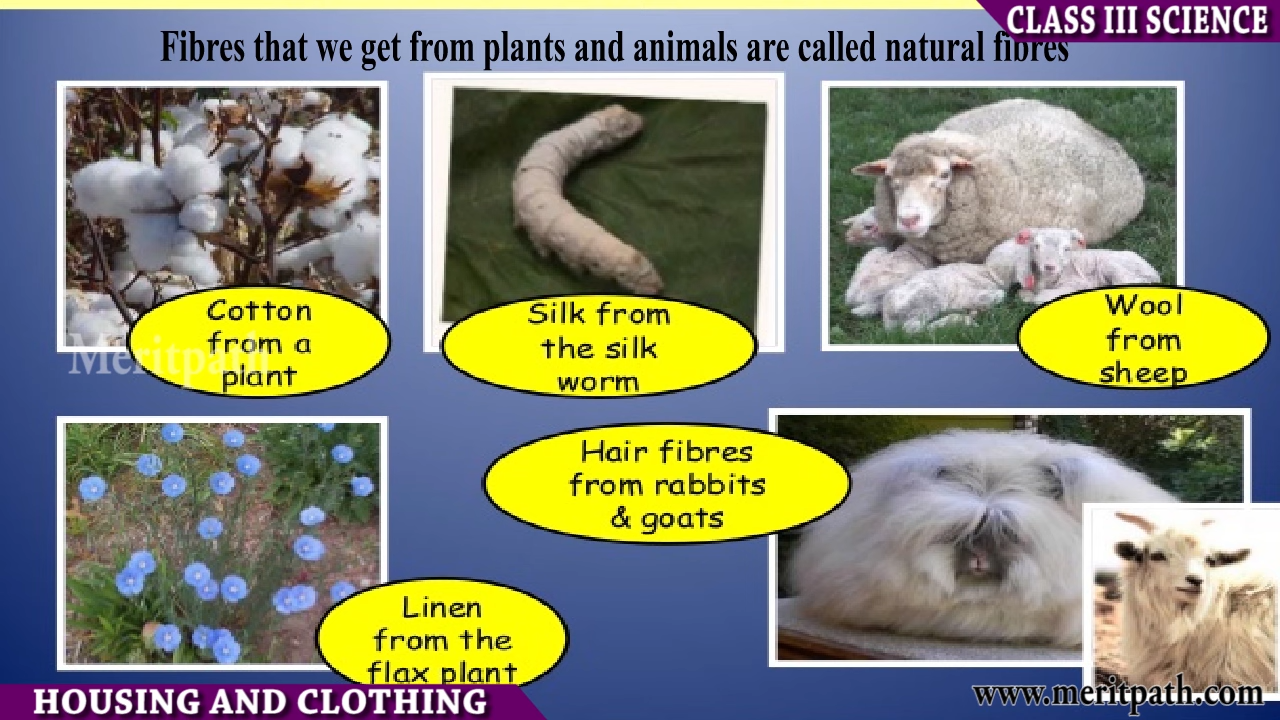 CLASS III SCIENCE
Fibres that we get from plants and animals are called natural fibres
Cotton
from a
plant
Meritpath
Silk from
the silk
worm
Wool
from
sheep
Hair fibres
from rabbits
& goats
Linen
from the
flax plant
HOUSING AND CLOTHING
www.meritpath.com